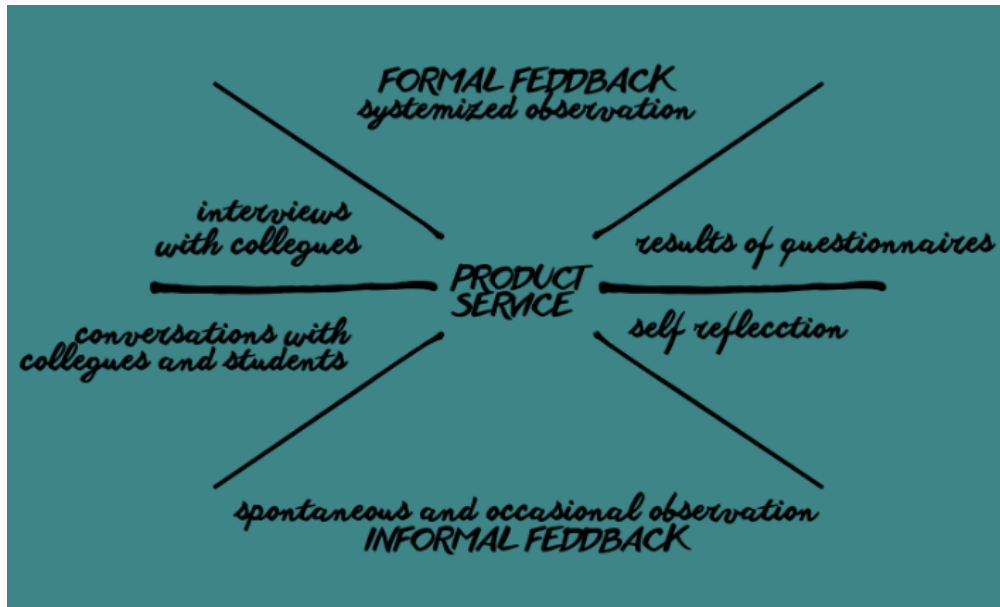 FORMAL FEDDBACK
systemized observation
interviews
with collegues
results of questionnaires
PRODUCT
SERVICE
conversations with
collegues and students
self reflecction
spontaneous and occasional observation
INFORMAL FEDDBACK